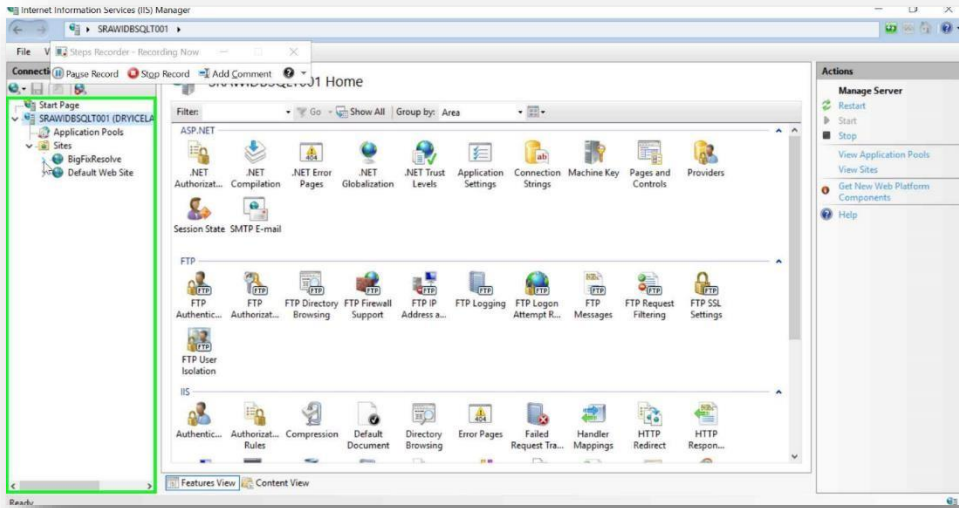 Internet Information Services (IIS) Manager
SRAWIDBSQLT001
File V
Steps Recorder - Recording Now
Connecti
Pause Record Stop Record Add Comment
SRAWIDBSQLT001 Home
Start Page
SRAWIDBSQLT001 (DRYICELA
Application Pools
Sites
BigFixResolve
Default Web Site
Filter: Go Show All Group by: Area
ASP.NET
.NET Authorizat...
.NET Compilation
.NET Error Pages
.NET Globalization
.NET Trust Levels
Application Settings
Connection Strings
Machine Key
Pages and Controls
Providers
Session State
SMTP E-mail
FTP
FTP Authentic...
FTP Authorizat...
FTP Directory Browsing
FTP Firewall Support
FTP IP Address a...
FTP Logging
FTP Logon Attempt R...
FTP Messages
FTP Request Filtering
FTP SSL Settings
FTP User Isolation
IIS
Authentic...
Authorizat... Rules
Compression
Default Document
Directory Browsing
Error Pages
Failed Request Tra...
Handler Mappings
HTTP Redirect
HTTP Respon...
Features View Content View
Ready
Actions
Manage Server
Restart
Start
Stop
View Application Pools
View Sites
Get New Web Platform
Components
Help